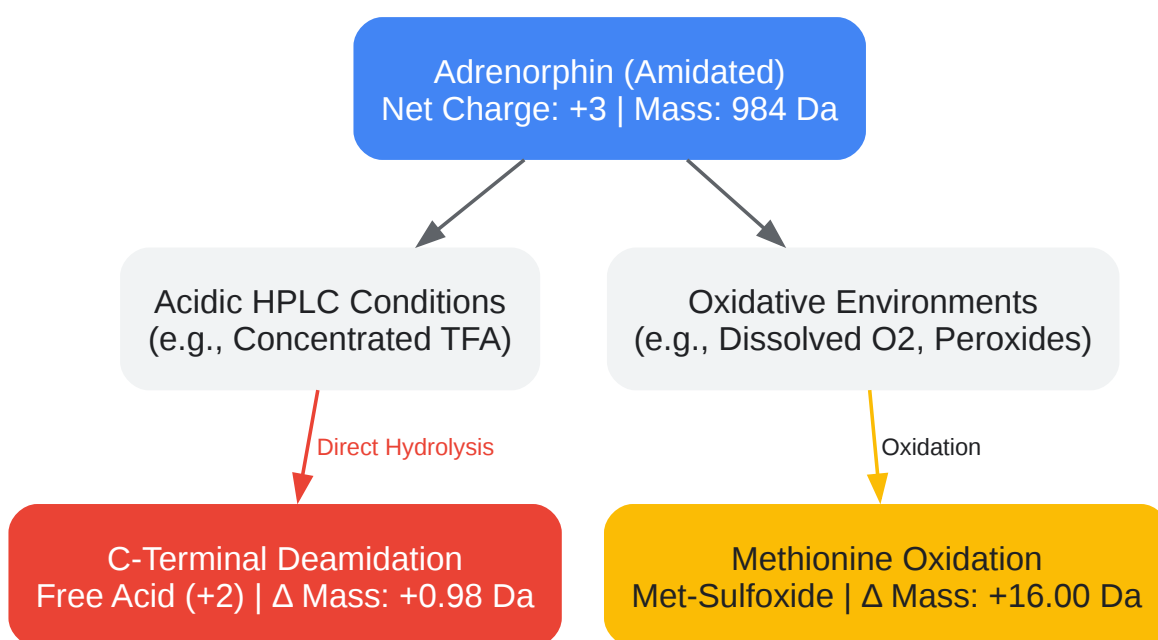 Adrenorphin (Amidated)
Net Charge: +3 | Mass: 984 Da
Acidic HPLC Conditions
(e.g., Concentrated TFA)
Oxidative Environments
(e.g., Dissolved O2, Peroxides)
Direct Hydrolysis
Oxidation
C-Terminal Deamidation
Free Acid (+2) | Δ Mass: +0.98 Da
Methionine Oxidation
Met-Sulfoxide | Δ Mass: +16.00 Da